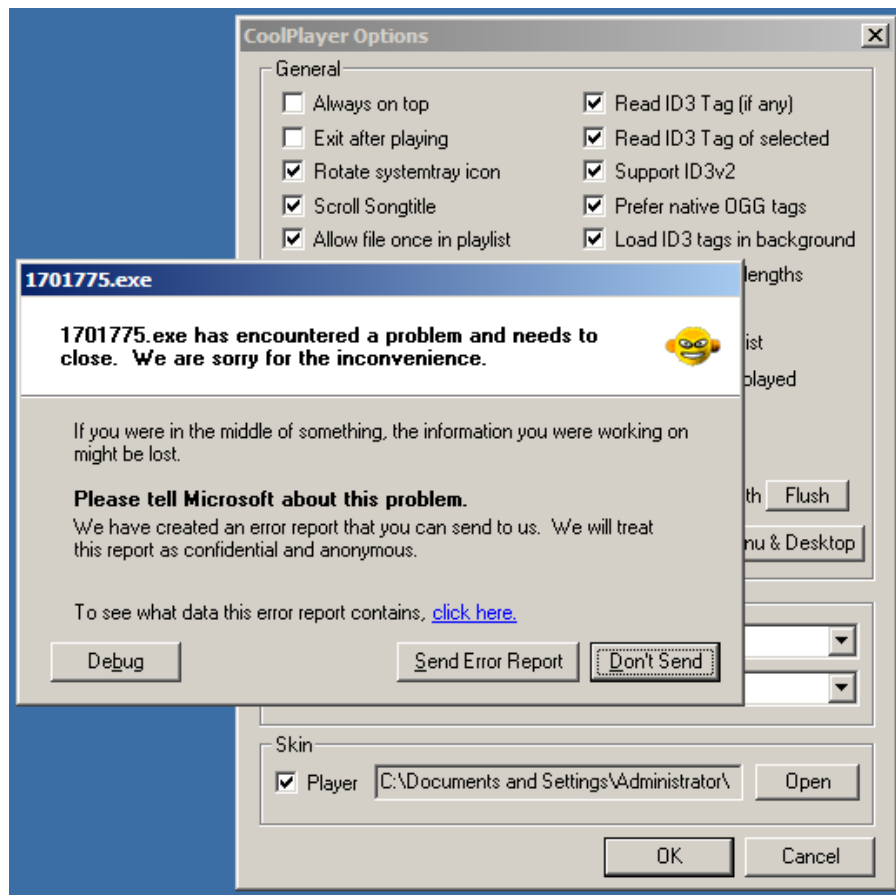 CoolPlayer Options
General
Always on top
Read ID3 Tag (if any)
Exit after playing
Read ID3 Tag of selected
Rotate systemtray icon
Support ID3v2
Scroll Songtitle
Prefer native OGG tags
Allow file once in playlist
Load ID3 tags in background
lengths
1701775.exe
1701775.exe has encountered a problem and needs to
close. We are sorry for the inconvenience.
If you were in the middle of something, the information you were working on
might be lost.
Please tell Microsoft about this problem.
We have created an error report that you can send to us. We will treat
this report as confidential and anonymous.
To see what data this error report contains, click here.
Debug
Send Error Report
Don't Send
ist
played
th
Flush
nu & Desktop
Skin
Player
C:\Documents and Settings\Administrator\
Open
OK
Cancel